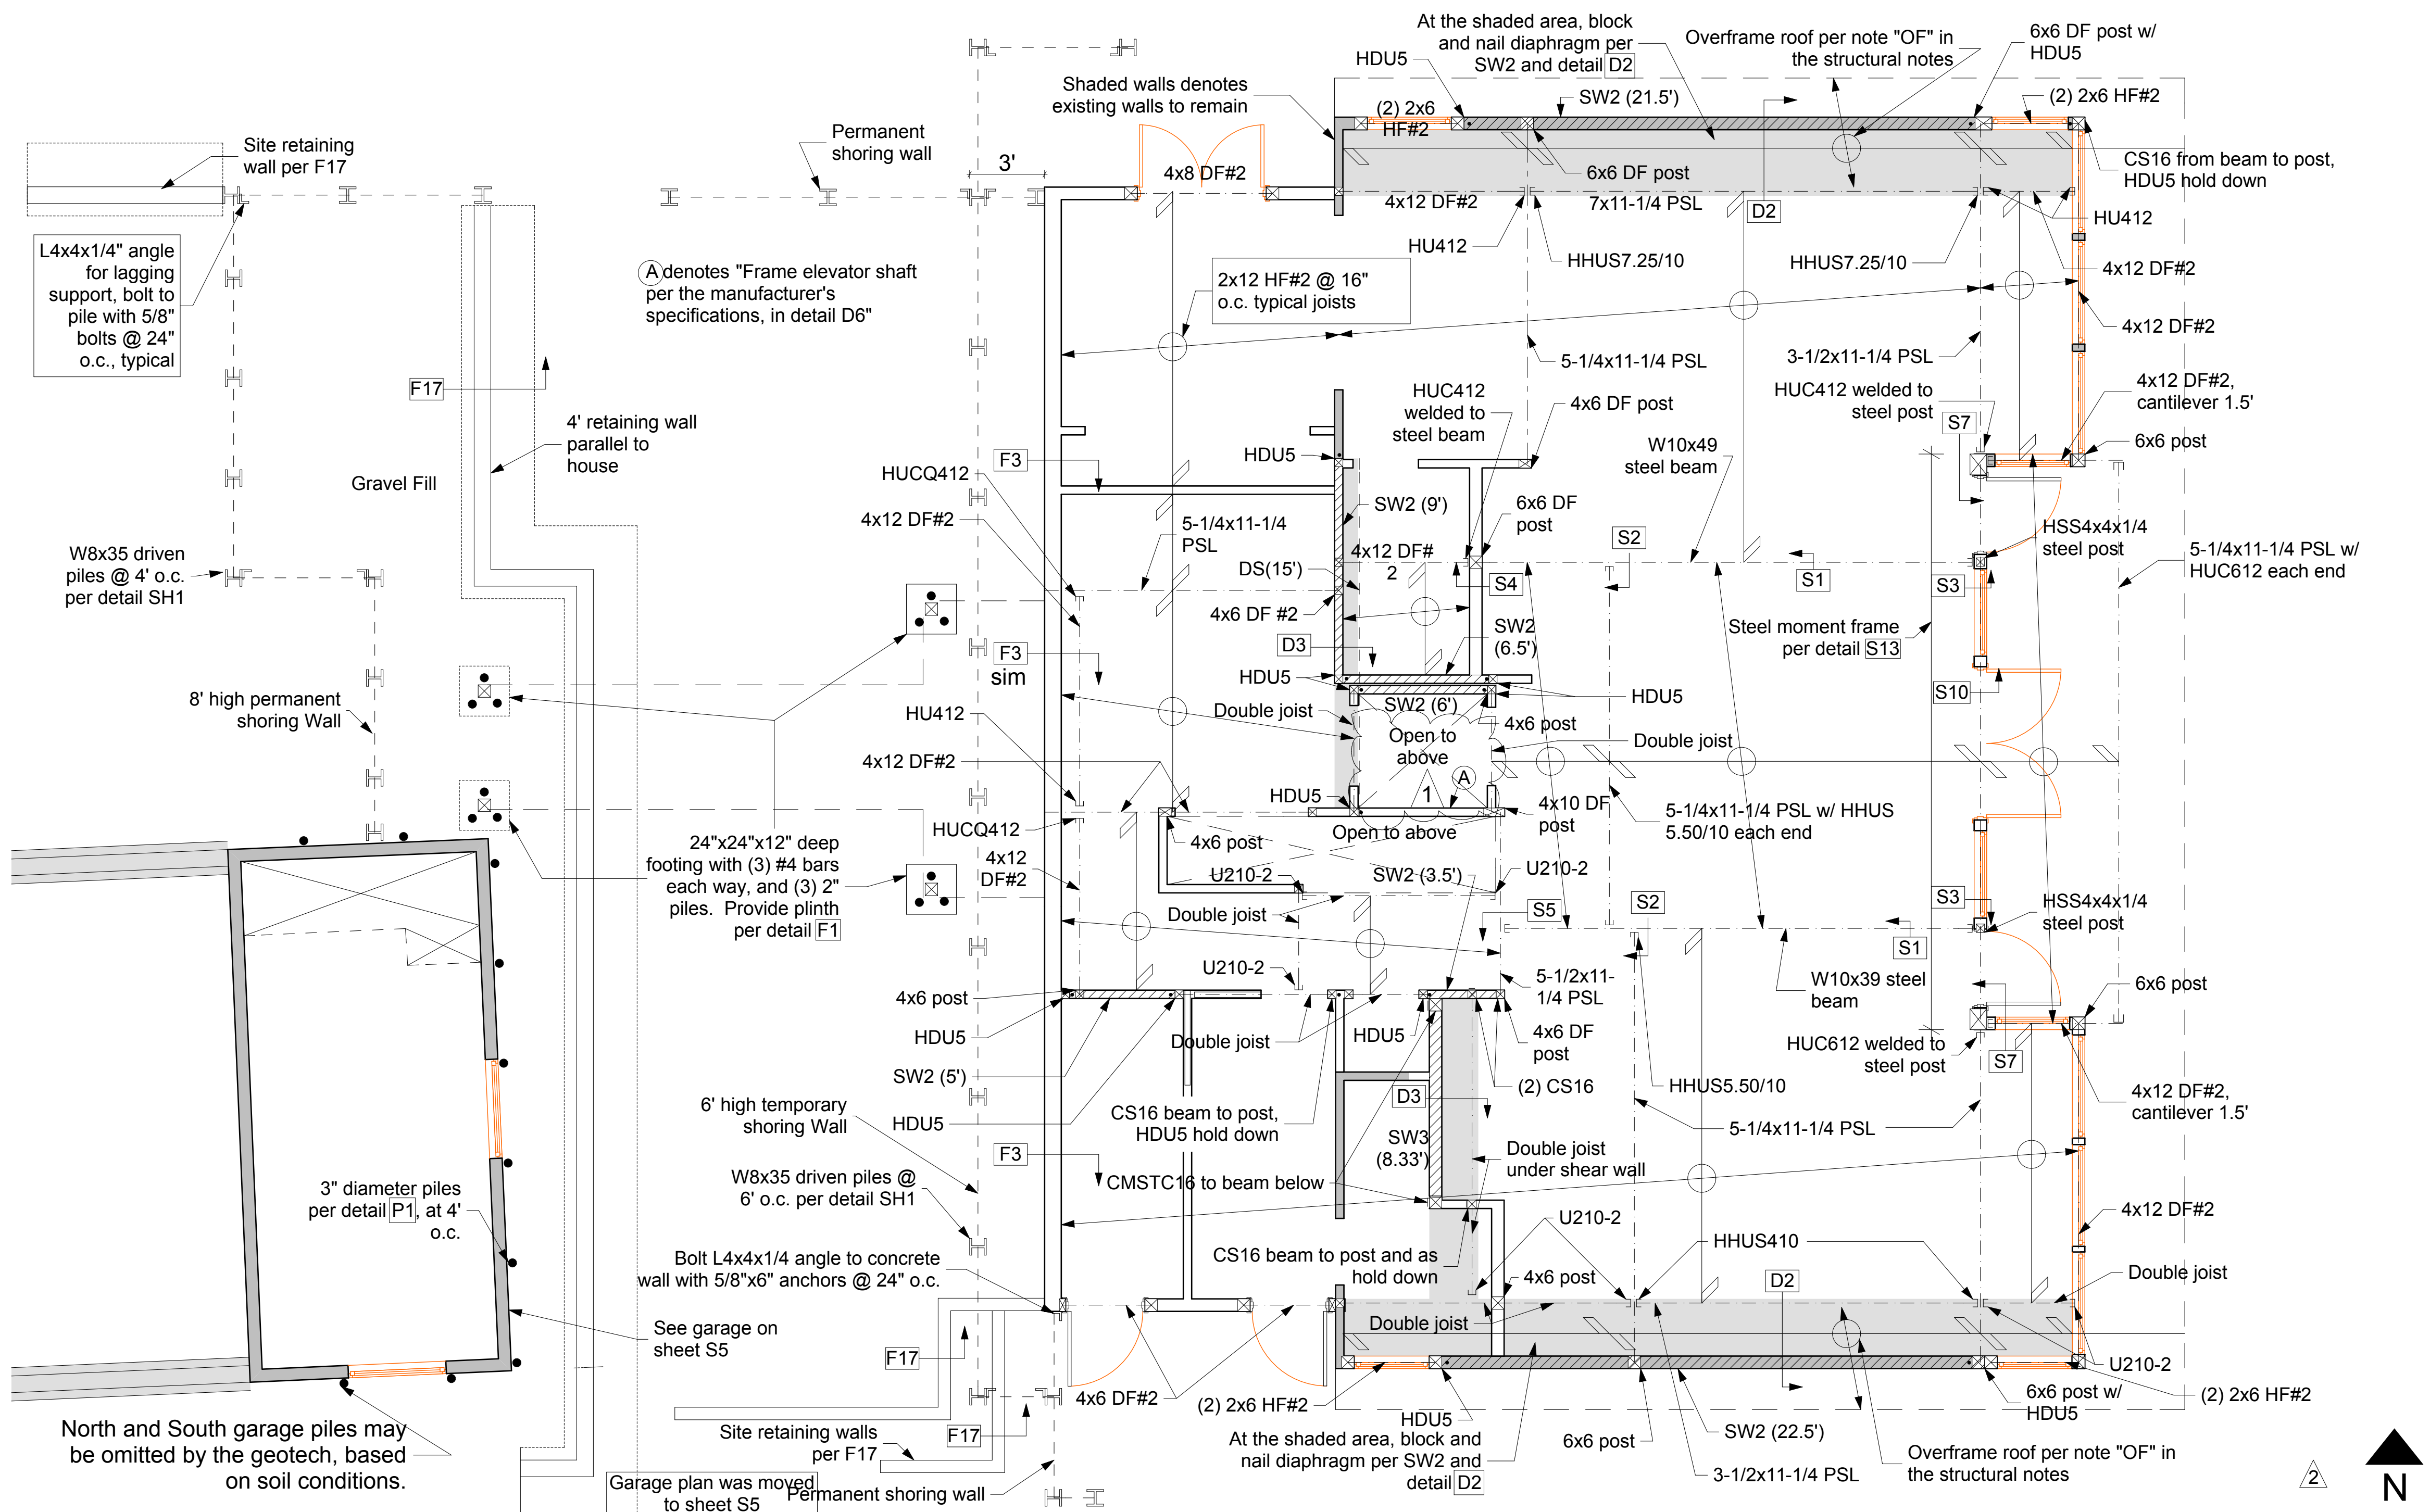 At the shaded area, block
and nail diaphragm per
SW2 and detail D2
Overframe roof per note "OF" in
the structural notes
6x6 DF post w/
HDU5
HDU5
Shaded walls denotes
existing walls to remain
(2) 2x6
HF#2
SW2 (21.5')
(2) 2x6 HF#2
Site retaining
wall per F17
Permanent
shoring wall
3'
4x8 DF#2
6x6 DF post
CS16 from beam to post,
HDU5 hold down
4x12 DF#2
7x11-1/4 PSL
D2
HU412
L4x4x1/4" angle
for lagging
support, bolt to
pile with 5/8"
bolts @ 24"
o.c., typical
A denotes "Frame elevator shaft
per the manufacturer's
specifications, in detail D6"
2x12 HF#2 @ 16"
o.c. typical joists
HU412
HHUS7.25/10
HHUS7.25/10
4x12 DF#2
4x12 DF#2
5-1/4x11-1/4 PSL
3-1/2x11-1/4 PSL
F17
HUC412
welded to
steel beam
4x6 DF post
HUC412 welded to
steel post
4x12 DF#2,
cantilever 1.5'
S7
4' retaining wall
parallel to
house
Gravel Fill
F3
HDU5
W10x49
steel beam
6x6 post
HUCQ412
4x12 DF#2
SW2 (9')
6x6 DF
post
5-1/4x11-1/4
PSL
S2
HSS4x4x1/4
steel post
5-1/4x11-1/4 PSL w/
HUC612 each end
W8x35 driven
piles @ 4' o.c.
per detail SH1
4x12 DF#
2
DS(15')
S4
S1
S3
4x6 DF #2
F3
sim
D3
SW2
(6.5')
Steel moment frame
per detail S13
HDU5
HDU5
S10
8' high permanent
shoring Wall
HU412
Double joist
SW2 (6')
4x6 post
Open to
above
Double joist
4x12 DF#2
A
1
HDU5
4x10 DF
post
5-1/4x11-1/4 PSL w/ HHUS
5.50/10 each end
HUCQ412
Open to above
4x6 post
24"x24"x12" deep
footing with (3) #4 bars
each way, and (3) 2"
piles. Provide plinth
per detail F1
4x12
DF#2
U210-2
SW2 (3.5')
U210-2
Double joist
S5
S2
S3
HSS4x4x1/4
steel post
S1
U210-2
5-1/2x11-
1/4 PSL
W10x39 steel
beam
6x6 post
4x6 post
HDU5
Double joist
HDU5
4x6 DF
post
HUC612 welded to
steel post
S7
SW2 (5')
(2) CS16
HHUS5.50/10
4x12 DF#2,
cantilever 1.5'
6' high temporary
shoring Wall
HDU5
CS16 beam to post,
HDU5 hold down
D3
5-1/4x11-1/4 PSL
F3
SW3
(8.33')
Double joist
under shear wall
W8x35 driven piles @
6' o.c. per detail SH1
CMSTC16 to beam below
3" diameter piles
per detail P1, at 4'
o.c.
U210-2
4x12 DF#2
Bolt L4x4x1/4 angle to concrete
wall with 5/8"x6" anchors @ 24" o.c.
CS16 beam to post and as
hold down
HHUS410
4x6 post
D2
Double joist
See garage on
sheet S5
Double joist
F17
U210-2
4x6 DF#2
(2) 2x6 HF#2
HDU5
6x6 post w/
HDU5
(2) 2x6 HF#2
North and South garage piles may
be omitted by the geotech, based
on soil conditions.
Site retaining walls
per F17
F17
At the shaded area, block and
nail diaphragm per SW2 and
detail D2
6x6 post
SW2 (22.5')
3-1/2x11-1/4 PSL
Overframe roof per note "OF" in
the structural notes
Garage plan was moved
to sheet S5
Permanent shoring wall
2
N